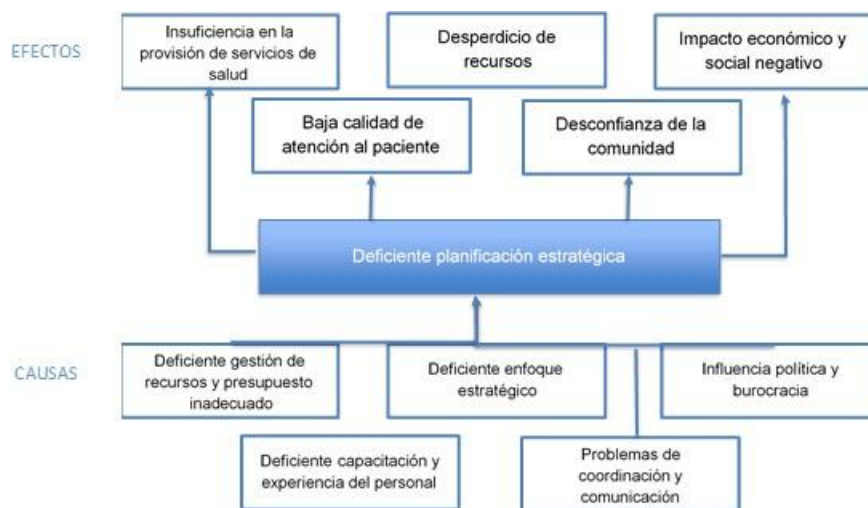 EFECTOS
Insuficiencia en la
provisión de servicios de
salud
Desperdicio de
recursos
Impacto económico y
social negativo
Baja calidad de
atención al paciente
Desconfianza de la
comunidad
Deficiente planificación estratégica
CAUSAS
Deficiente gestión de
recursos y presupuesto
inadecuado
Deficiente enfoque
estratégico
Influencia política y
burocracia
Deficiente capacitación y
experiencia del personal
Problemas de
coordinación y
comunicación